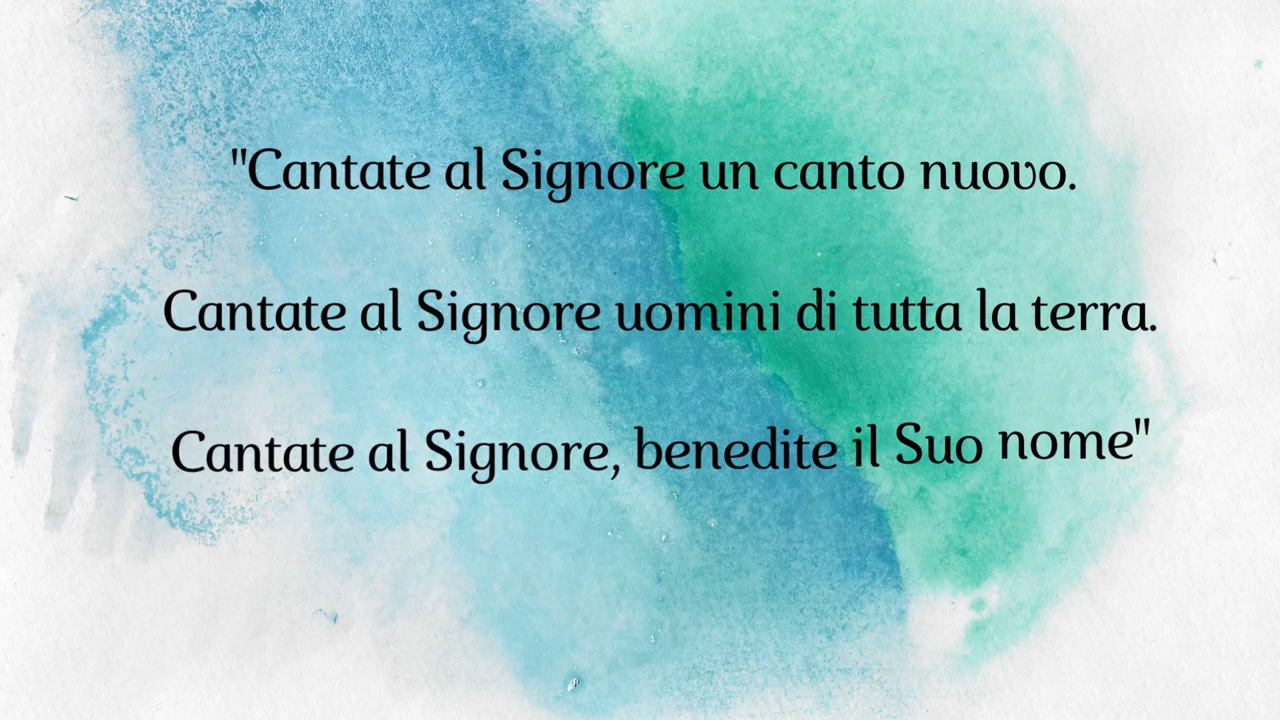 "Cantate al Signore un canto nuovo.
Cantate al Signore uomini di tutta la terra.
Cantate al Signore, benedite il Suo nome"